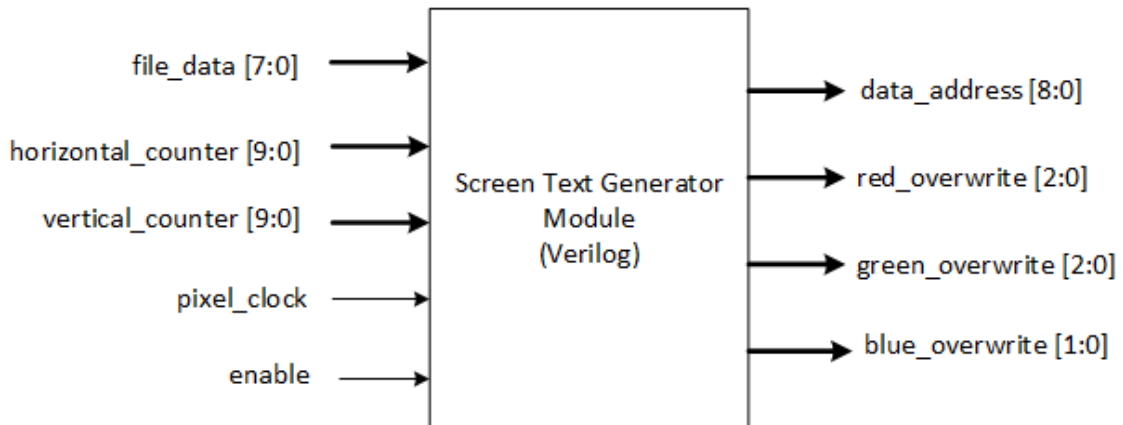 file_data [7:0]
horizontal_counter [9:0]
vertical_counter [9:0]
pixel_clock
enable
Screen Text Generator
Module
(Verilog)
data_address [8:0]
red_overwrite [2:0]
green_overwrite [2:0]
blue_overwrite [1:0]